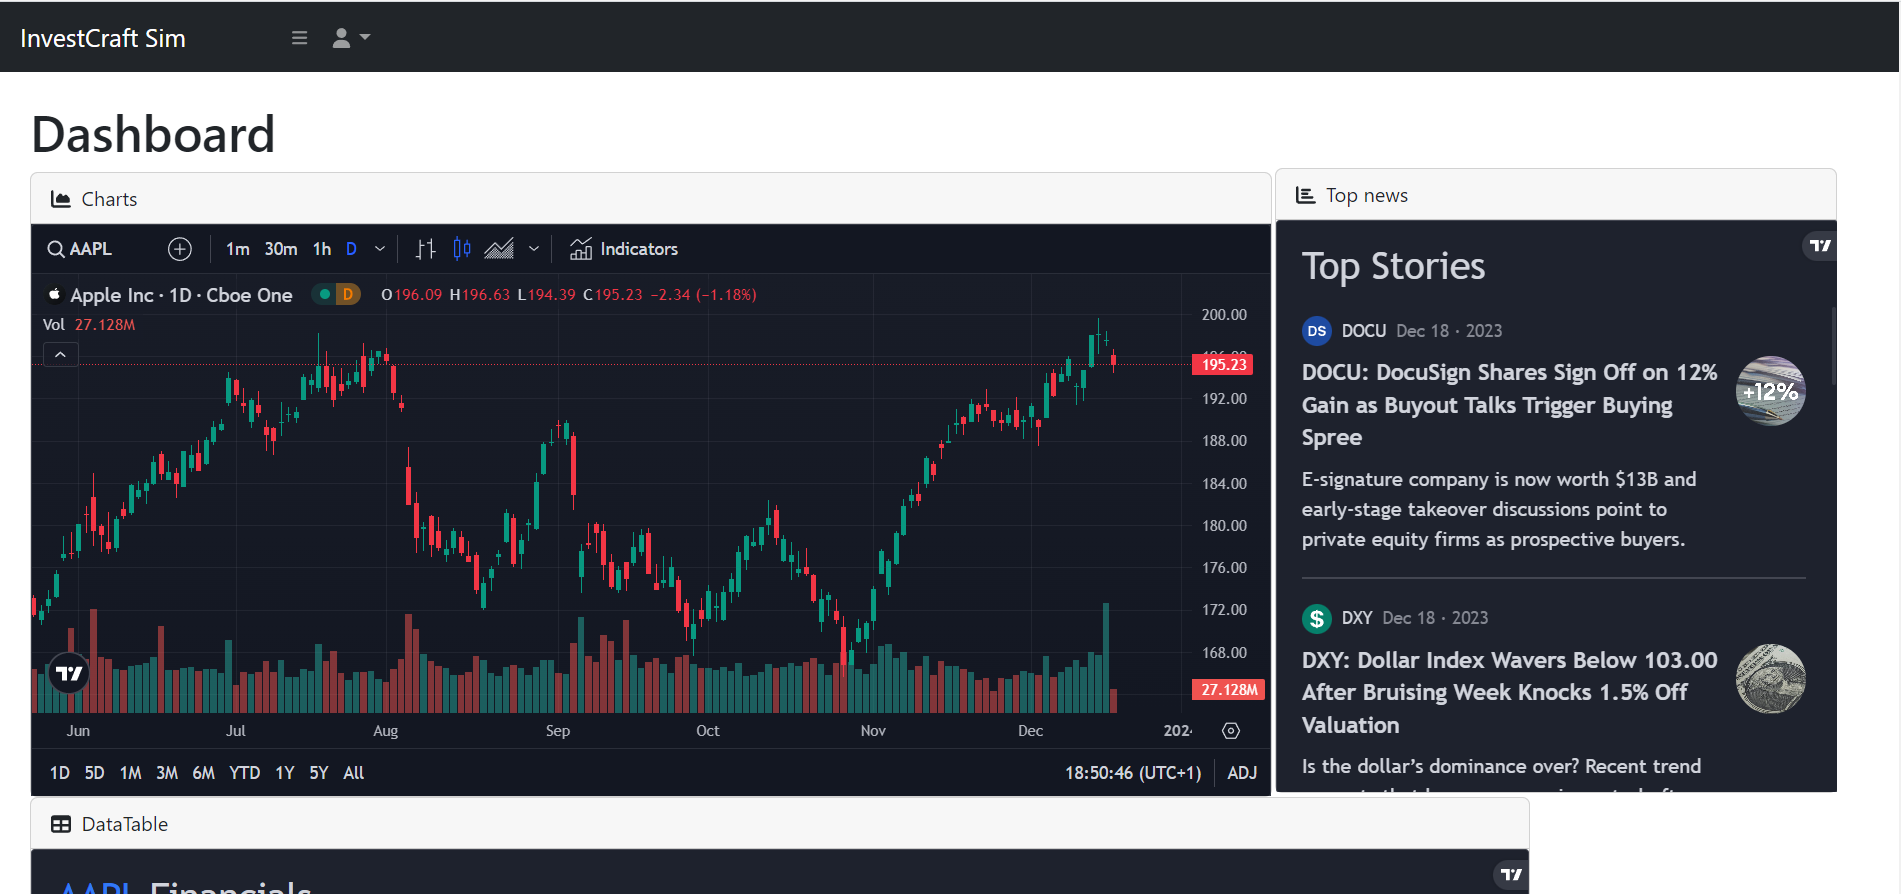 InvestCraft Sim
Dashboard
Charts
AAPL 1m 30m 1h D Indicators
Apple Inc · 1D · Cboe One D O196.09 H196.63 L194.39 C195.23 −2.34 (−1.18%)
Vol 27.128M
200.00
195.23
192.00
188.00
184.00
180.00
176.00
172.00
168.00
27.128M
Jun Jul Aug Sep Oct Nov Dec
1D 5D 1M 3M 6M YTD 1Y 5Y All 18:50:46 (UTC+1) ADJ
Top news
Top Stories
DS DOCU Dec 18 · 2023
DOCU: DocuSign Shares Sign Off on 12%
Gain as Buyout Talks Trigger Buying
Spree
+12%
E-signature company is now worth $13B and
early-stage takeover discussions point to
private equity firms as prospective buyers.
$ DXY Dec 18 · 2023
DXY: Dollar Index Wavers Below 103.00
After Bruising Week Knocks 1.5% Off
Valuation
Is the dollar’s dominance over? Recent trend
DataTable
AAPL Financials